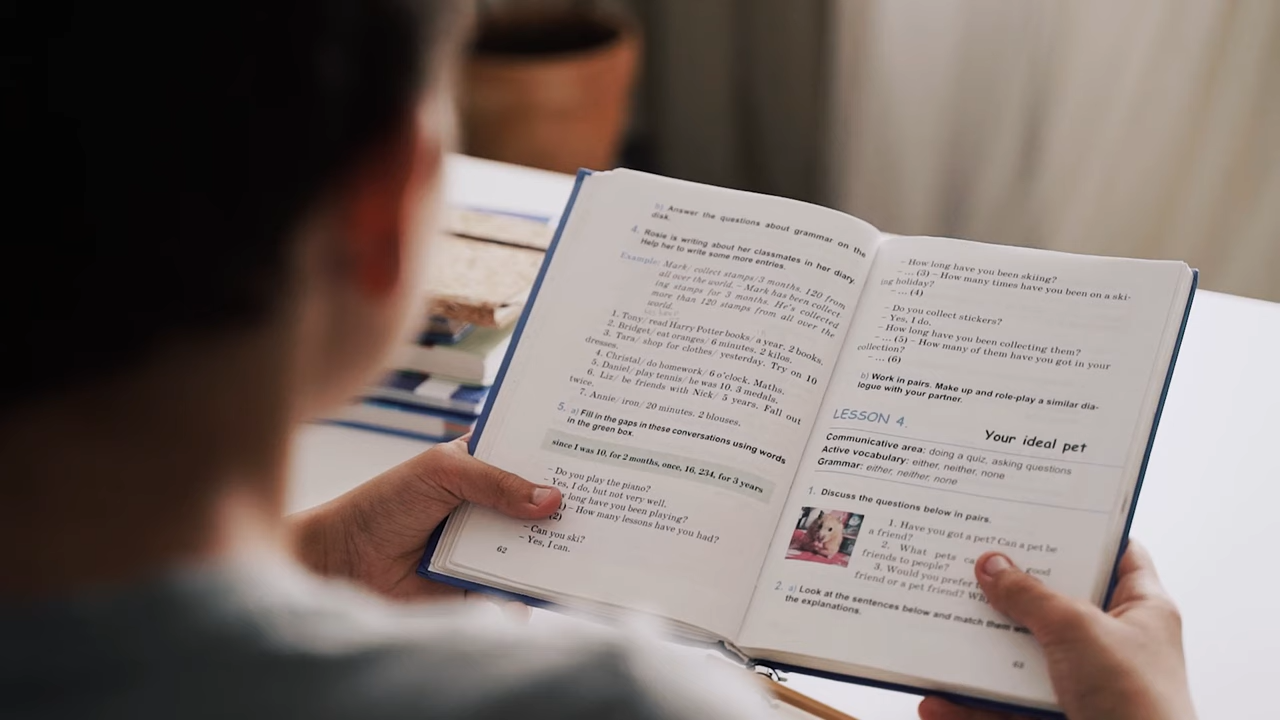 b) Answer the questions about grammar on the
disk.
4. Rosie is writing about her classmates in her diary.
Help her to write some more entries.
Example: Mark/ collect stamps/3 months, 120 from
all over the world. – Mark has been collect-
ing stamps for 3 months. He's collected
more than 120 stamps from all over the
world.
1. Tony/ read Harry Potter books/ a year, 2 books.
2. Bridget/ eat oranges/ 6 minutes, 2 kilos.
3. Tara/ shop for clothes/ yesterday. Try on 10
dresses.
4. Christal/ do homework/ 6 o'clock. Maths.
5. Daniel/ play tennis/ he was 10, 3 medals.
6. Liz/ be friends with Nick/ 5 years. Fall out
twice.
7. Annie/ iron/ 20 minutes, 2 blouses.
5. a) Fill in the gaps in these conversations using words
in the green box.
since I was 10, for 2 months, once, 16, 234, for 3 years
– Do you play the piano?
– Yes, I do, but not very well.
long have you been playing?
– How many lessons have you had?
(2)
– Can you ski?
– Yes, I can.
62
– How long have you been skiing?
– ... (3) – How many times have you been on a ski-
ing holiday?
– ... (4)
– Do you collect stickers?
– Yes, I do.
– How long have you been collecting them?
– ... (5) – How many of them have you got in your
collection?
– ... (6)
b) Work in pairs. Make up and role-play a similar dia-
logue with your partner.
LESSON 4.
Your ideal pet
Communicative area: doing a quiz, asking questions
Active vocabulary: either, neither, none
Grammar: either, neither, none
1. Discuss the questions below in pairs.
1. Have you got a pet? Can a pet be
a friend?
2. What pets good
friends to people?
3. Would you prefer
friend or a pet friend?
2. a) Look at the sentences below and match them
the explanations.
63